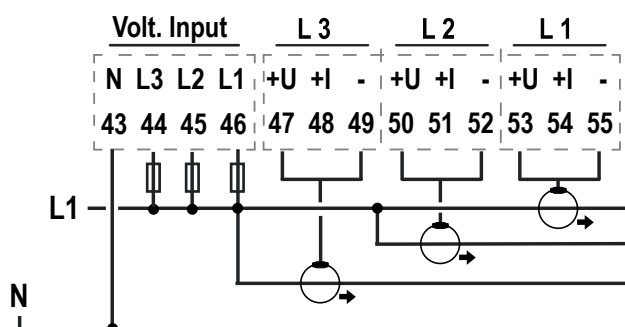 Volt. Input L 3 L 2 L 1
N L3 L2 L1 +U +I - +U +I - +U +I -
43 44 45 46 47 48 49 50 51 52 53 54 55
L1
N